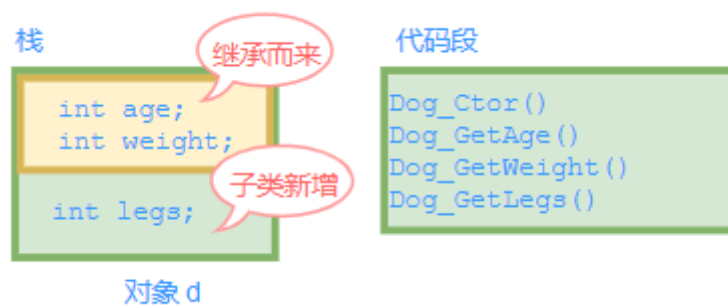 栈
继承而来
int age;
int weight;
子类新增
int legs;
对象 d
代码段
Dog_Ctor()
Dog_GetAge()
Dog_GetWeight()
Dog_GetLegs()